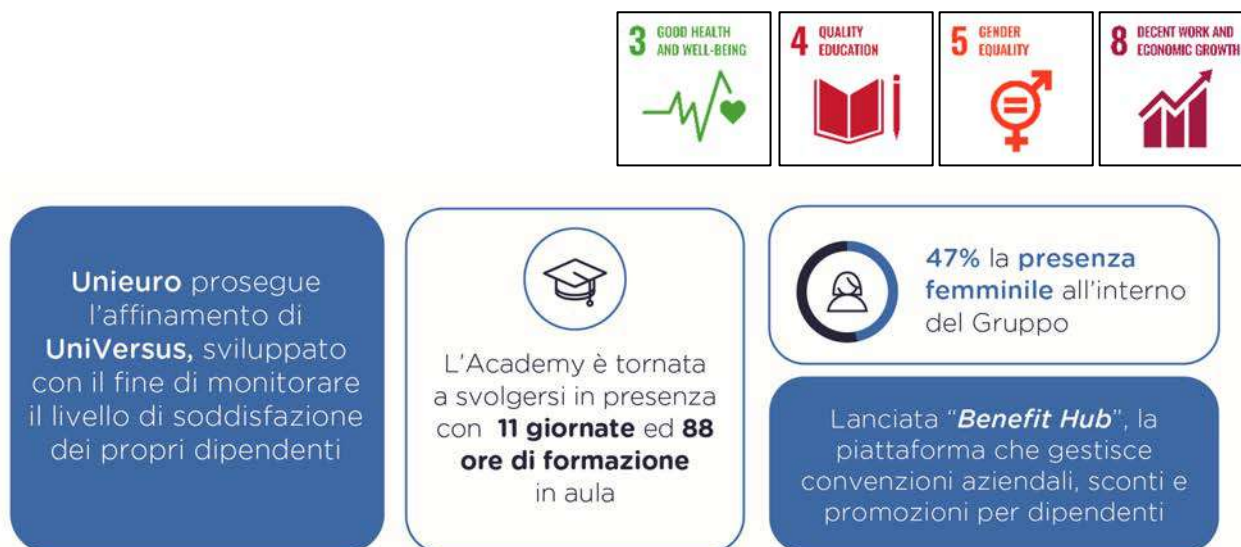 3 GOOD HEALTH
AND WELL-BEING
4 QUALITY
EDUCATION
5 GENDER
EQUALITY
8 DECENT WORK AND
ECONOMIC GROWTH
Unieuro prosegue
l'affinamento di
UniVersus, sviluppato
con il fine di monitorare
il livello di soddisfazione
dei propri dipendenti
L'Academy è tornata
a svolgersi in presenza
con 11 giornate ed 88
ore di formazione
in aula
47% la presenza
femminile all'interno
del Gruppo
Lanciata "Benefit Hub", la
piattaforma che gestisce
convenzioni aziendali, sconti e
promozioni per dipendenti